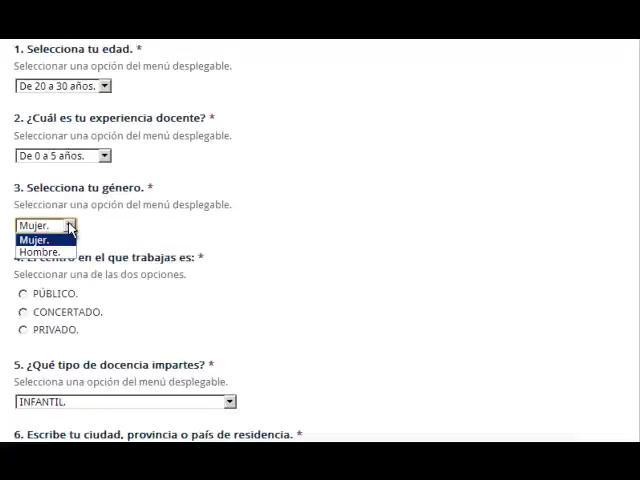 1. Selecciona tu edad. *
Seleccionar una opción del menú desplegable.
De 20 a 30 años.
2. ¿Cuál es tu experiencia docente? *
Seleccionar una opción del menú desplegable.
De 0 a 5 años.
3. Selecciona tu género. *
Seleccionar una opción del menú desplegable.
Mujer.
Mujer.
Hombre.
4. El centro en el que trabajas es: *
Seleccionar una de las dos opciones.
PÚBLICO.
CONCERTADO.
PRIVADO.
5. ¿Qué tipo de docencia impartes? *
Selecciona una opción del menú desplegable.
INFANTIL.
6. Escribe tu ciudad, provincia o país de residencia. *